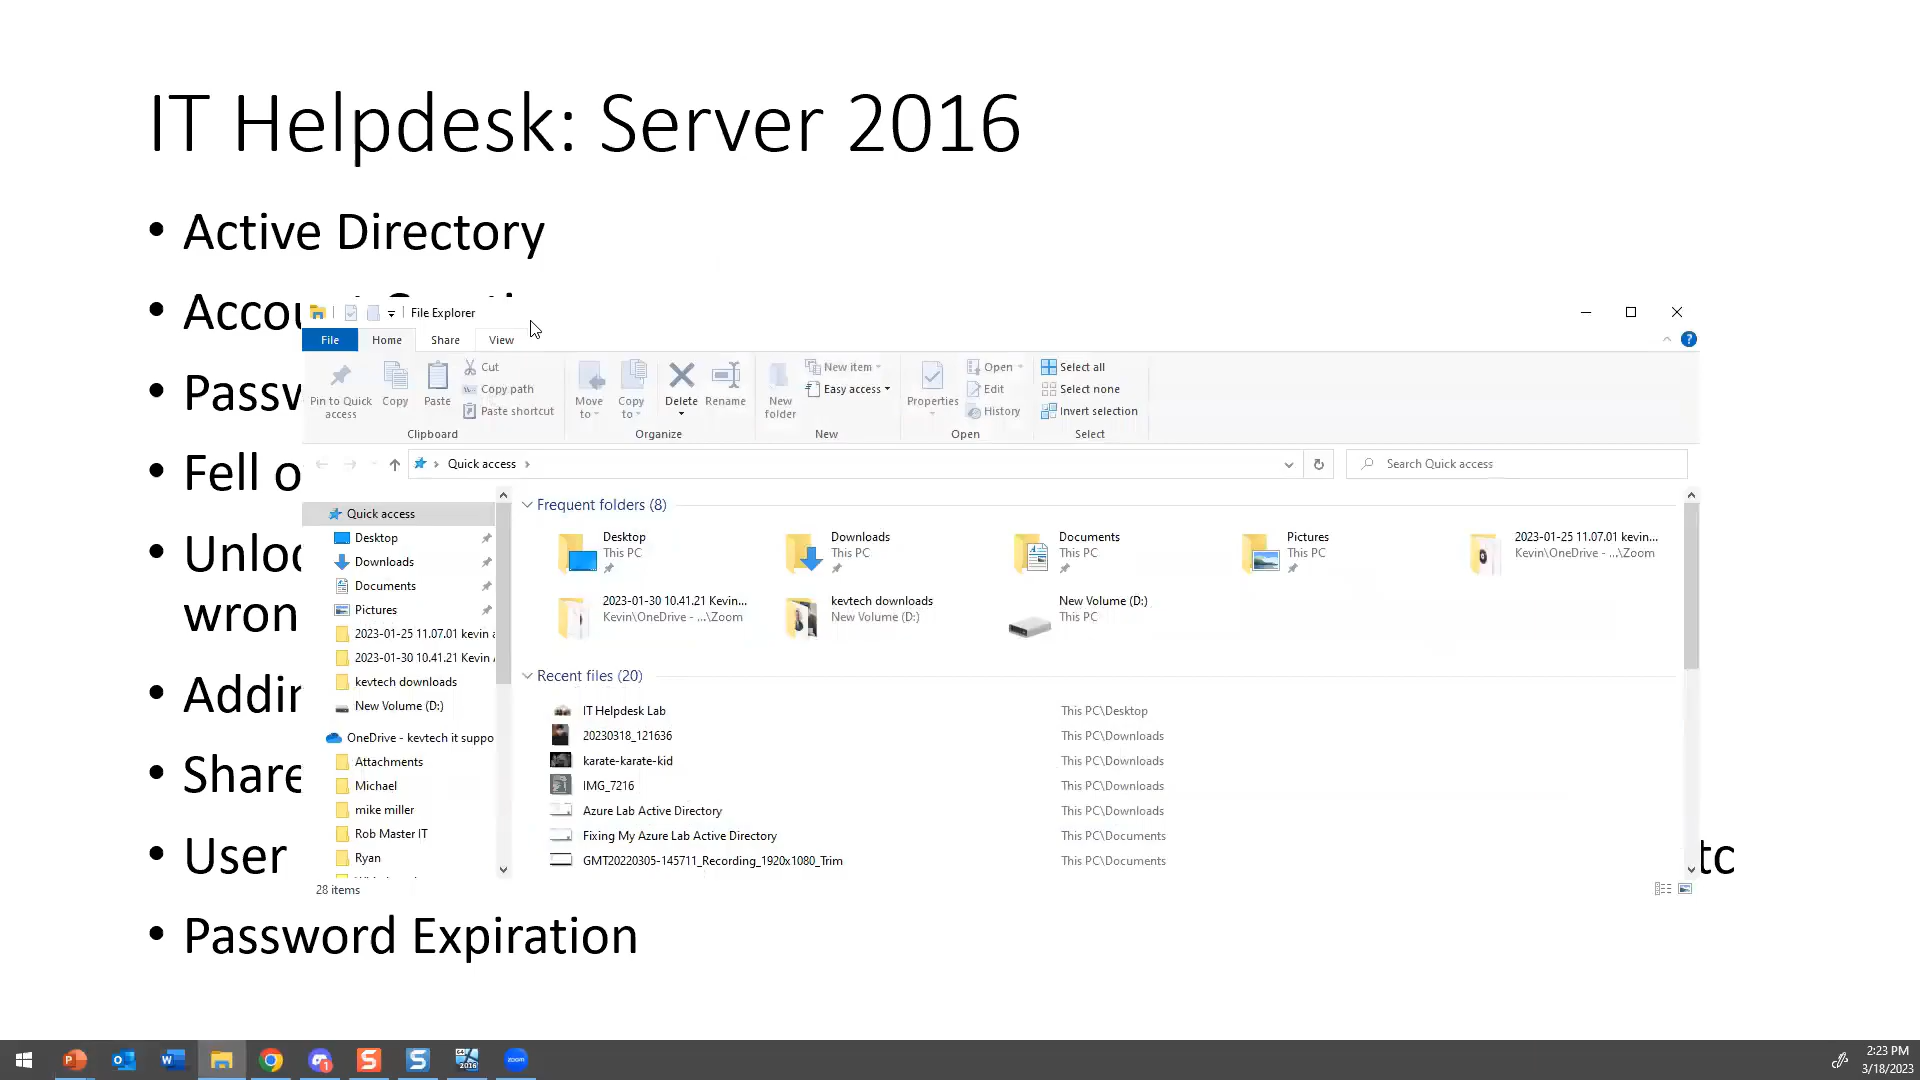 IT Helpdesk: Server 2016
• Active Directory
• Accou
File Explorer
File Home Share View
Pin to Quick access
Copy
Paste
Cut
Copy path
Paste shortcut
Clipboard
Move to
Copy to
Delete
Rename
Organize
New folder
New item
Easy access
New
Properties
Open
Edit
History
Open
Select all
Select none
Invert selection
Select
• Passw
Quick access
Search Quick access
• Fell o
Quick access
Desktop
Downloads
Documents
Pictures
2023-01-25 11.07.01 kevin a
2023-01-30 10.41.21 Kevin
kevtech downloads
New Volume (D:)
OneDrive - kevtech it suppo
Attachments
Michael
mike miller
Rob Master IT
Ryan
Frequent folders (8)
Desktop
This PC
Downloads
This PC
Documents
This PC
Pictures
This PC
2023-01-25 11.07.01 kevin...
Kevin\OneDrive - ...\Zoom
2023-01-30 10.41.21 Kevin...
Kevin\OneDrive - ...\Zoom
kevtech downloads
New Volume (D:)
New Volume (D:)
This PC
Recent files (20)
IT Helpdesk Lab This PC\Desktop
20230318_121636 This PC\Downloads
karate-karate-kid This PC\Downloads
IMG_7216 This PC\Downloads
Azure Lab Active Directory This PC\Downloads
Fixing My Azure Lab Active Directory This PC\Documents
GMT20220305-145711_Recording_1920x1080_Trim This PC\Documents
28 items
• Unloc
wron
• Addin
• Share
• User tc
• Password Expiration
2:23 PM
3/18/2023